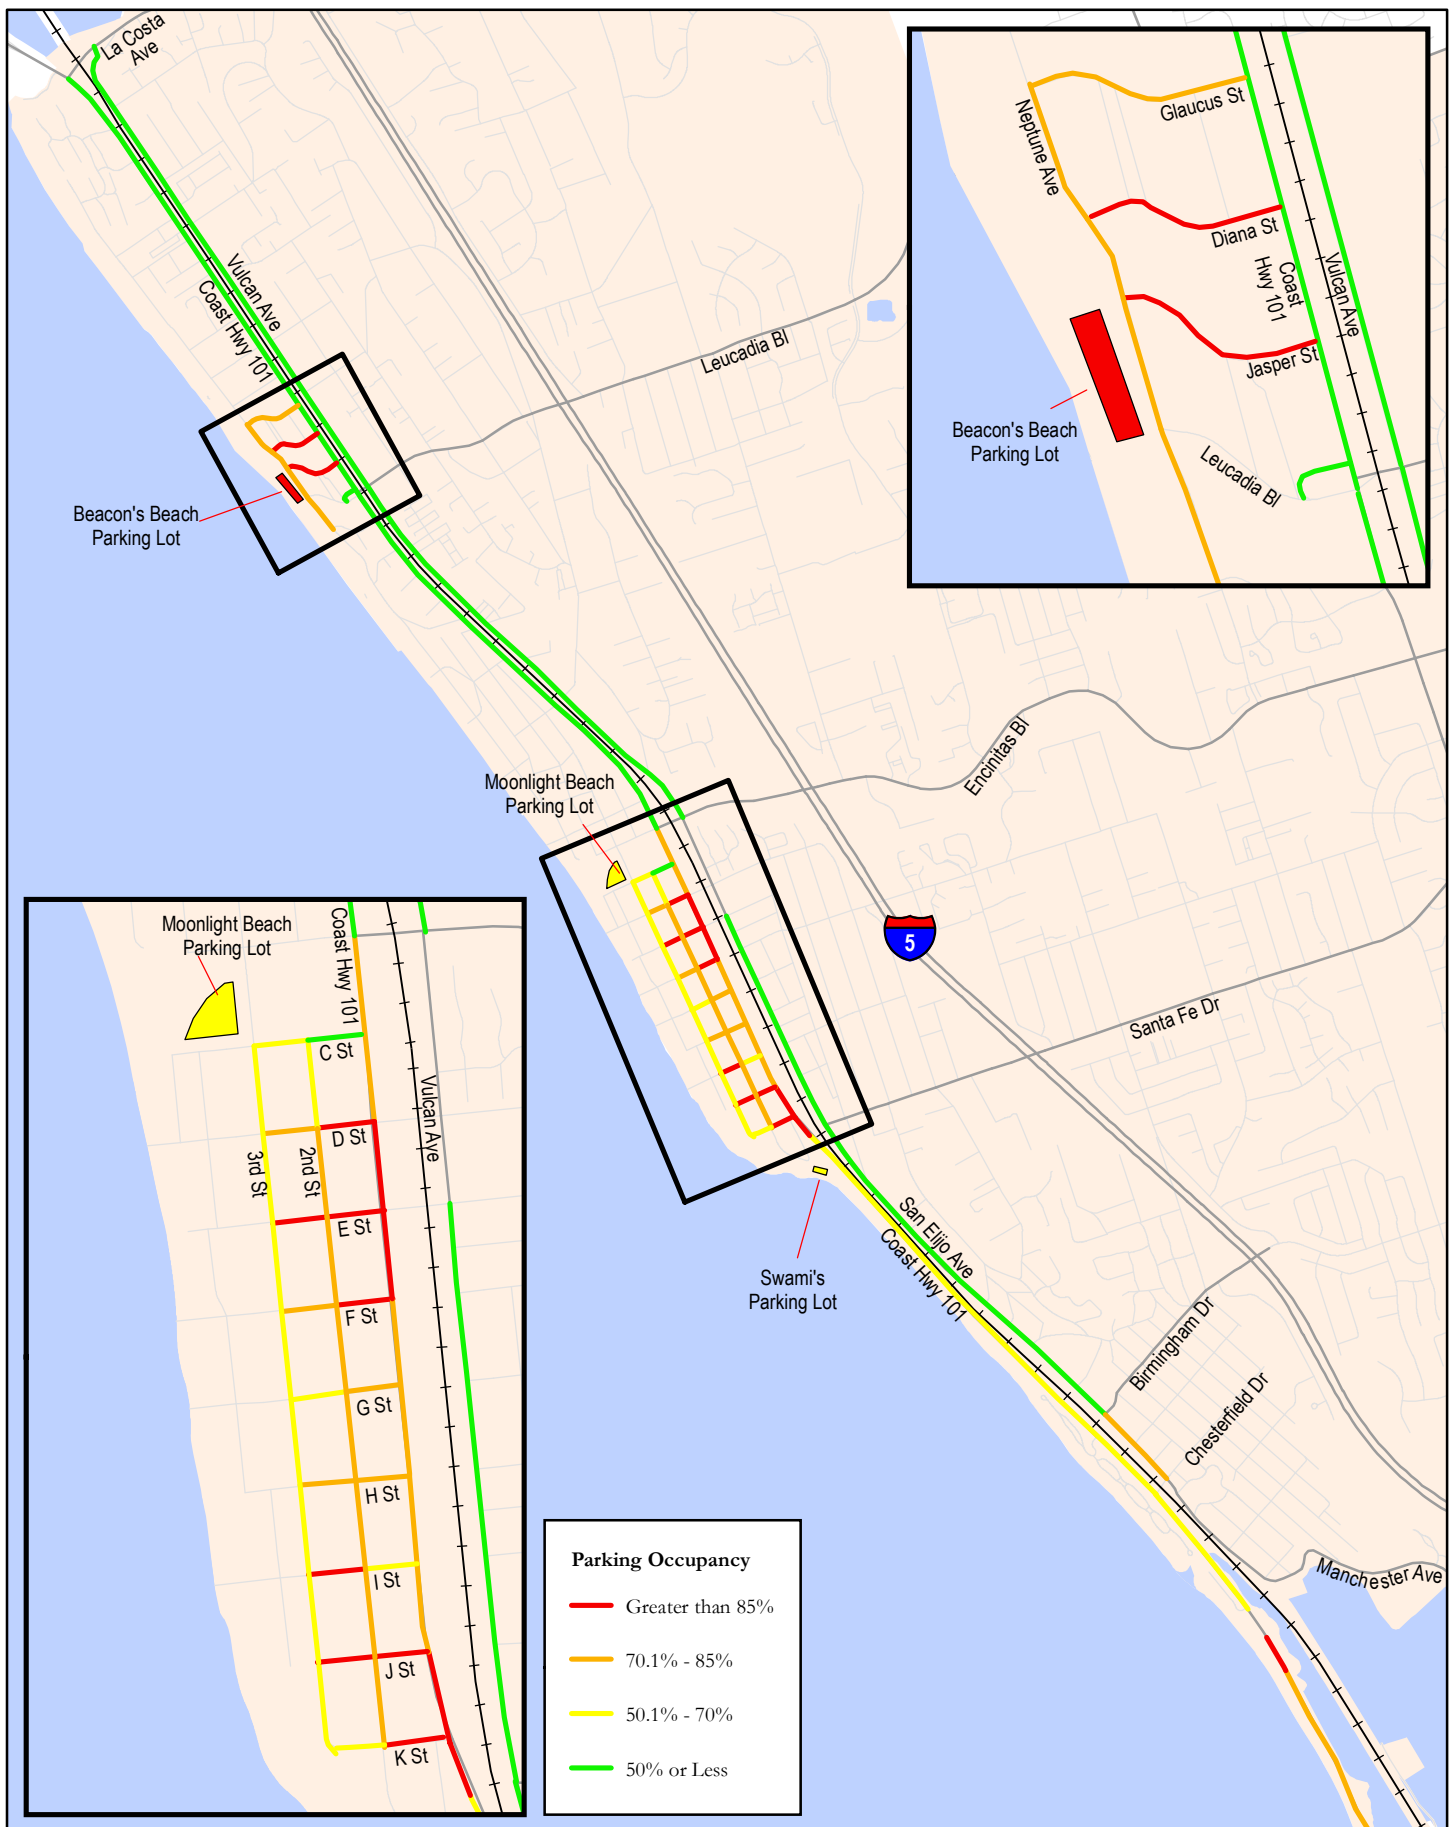 La Costa
Ave
Vulcan Ave
Coast Hwy 101
Leucadia Bl
Beacon's Beach
Parking Lot
Glaucus St
Neptune Ave
Diana St
Coast
Hwy 101
Vulcan Ave
Jasper St
Beacon's Beach
Parking Lot
Leucadia Bl
Encinitas Bl
Moonlight Beach
Parking Lot
5
Santa Fe Dr
San Elijo Ave
Coast Hwy 101
Swami's
Parking Lot
Birmingham Dr
Chesterfield Dr
Manchester Ave
Moonlight Beach
Parking Lot
Coast Hwy 101
C St
Vulcan Ave
D St
3rd St
2nd St
E St
F St
G St
H St
I St
J St
K St
Parking Occupancy
Greater than 85%
70.1% - 85%
50.1% - 70%
50% or Less